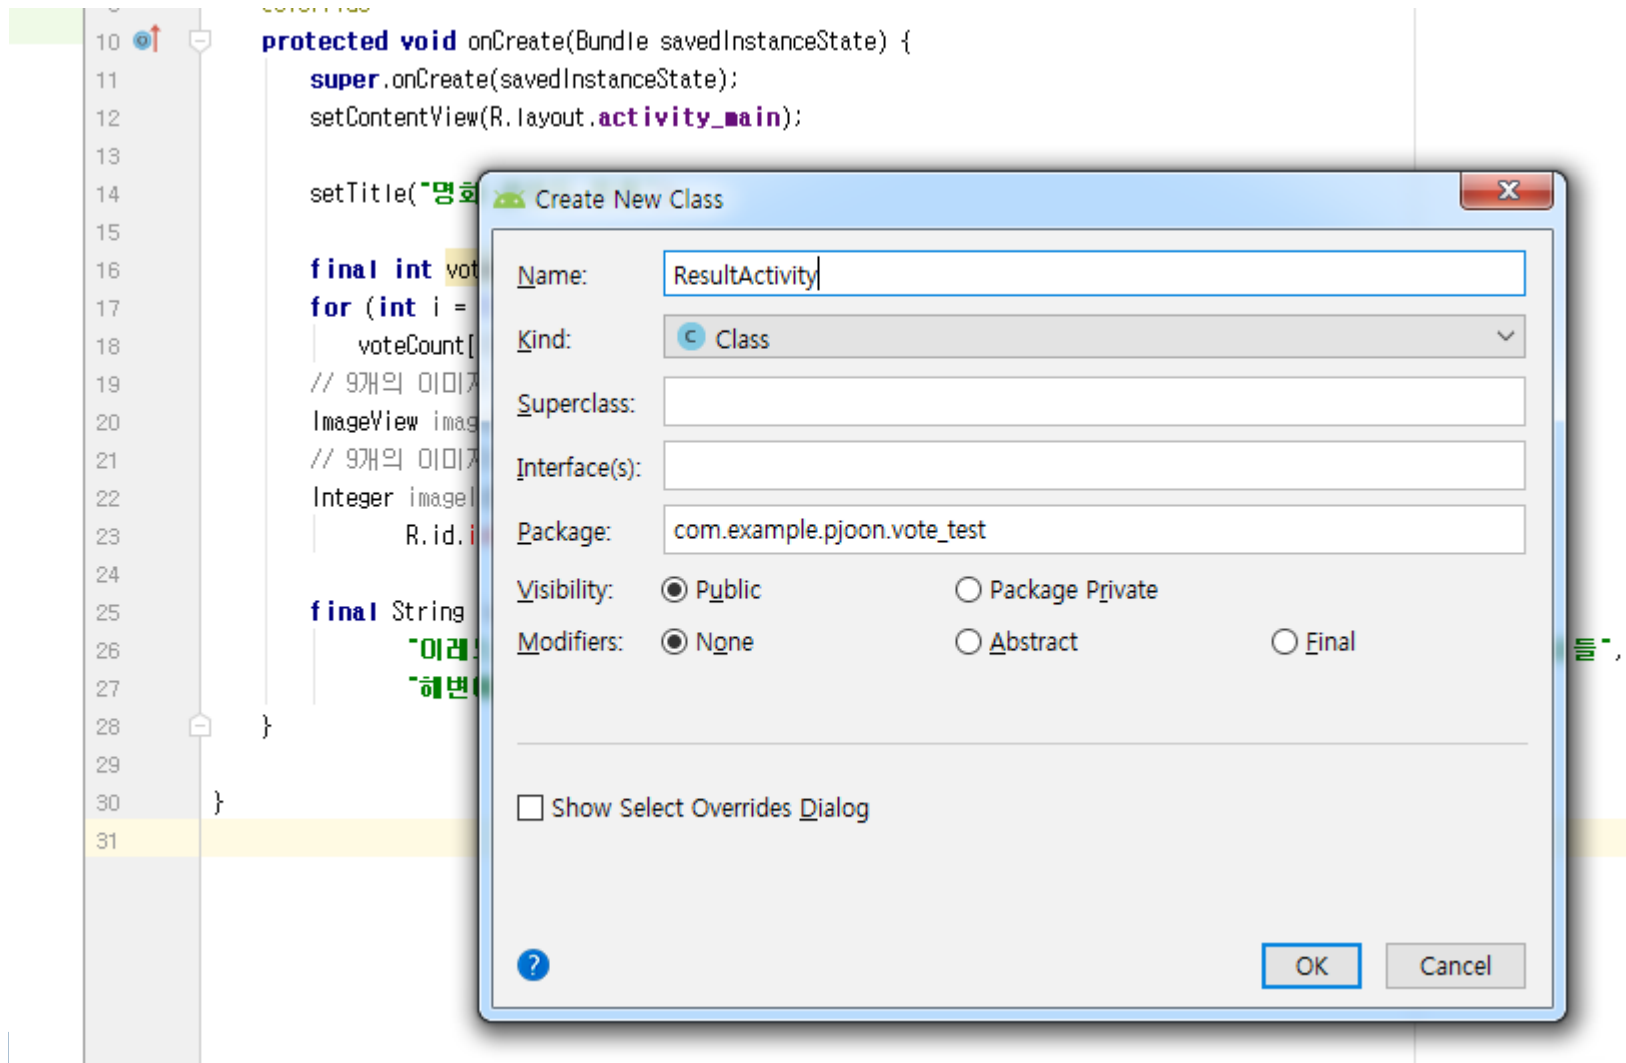 10 protected void onCreate(Bundle savedInstanceState) {
11 super.onCreate(savedInstanceState);
12 setContentView(R.layout.activity_main);
13
14 setTitle("명화
15
16 final int vot
17 for (int i =
18 voteCount[
19 // 9개의 이미지
20 ImageView imag
21 // 9개의 이미지
22 Integer imageI
23 R.id.i
24
25 final String
26 "이레
들",
27 "해변
28 }
29
30 }
31
Create New Class
Name: ResultActivity
Kind: C Class
Superclass:
Interface(s):
Package: com.example.pjoon.vote_test
Visibility: Public Package Private
Modifiers: None Abstract Final
Show Select Overrides Dialog
? OK Cancel